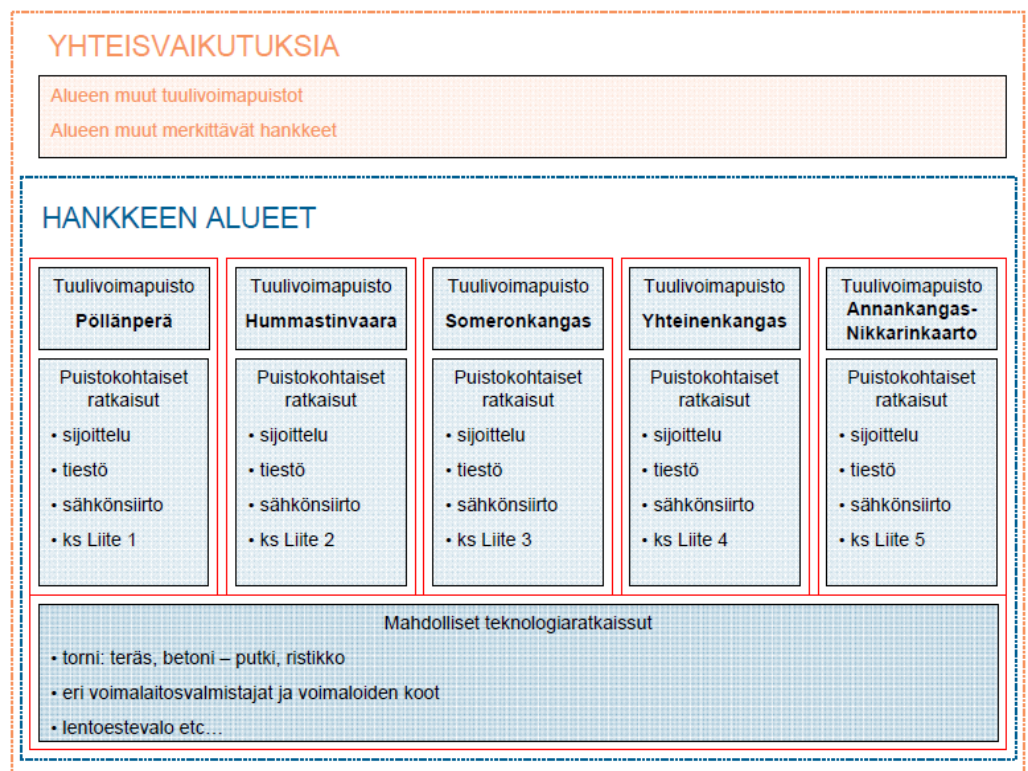 YHTEISVAIKUTUKSIA
Alueen muut tuulivoimapuistot
Alueen muut merkittävät hankkeet
HANKKEEN ALUEET
Tuulivoimapuisto
Pöllänperä
Puistokohtaiset
ratkaisut
• sijoittelu
• tiestö
• sähkönsiirto
• ks Liite 1
Tuulivoimapuisto
Hummastinvaara
Puistokohtaiset
ratkaisut
• sijoittelu
• tiestö
• sähkönsiirto
• ks Liite 2
Tuulivoimapuisto
Someronkangas
Puistokohtaiset
ratkaisut
• sijoittelu
• tiestö
• sähkönsiirto
• ks Liite 3
Tuulivoimapuisto
Yhteinenkangas
Puistokohtaiset
ratkaisut
• sijoittelu
• tiestö
• sähkönsiirto
• ks Liite 4
Tuulivoimapuisto
Annankangas-
Nikkarinkaarto
Puistokohtaiset
ratkaisut
• sijoittelu
• tiestö
• sähkönsiirto
• ks Liite 5
Mahdolliset teknologiaratkaissut
• torni: teräs, betoni – putki, ristikko
• eri voimalaitosvalmistajat ja voimaloiden koot
• lentoestevalo etc…